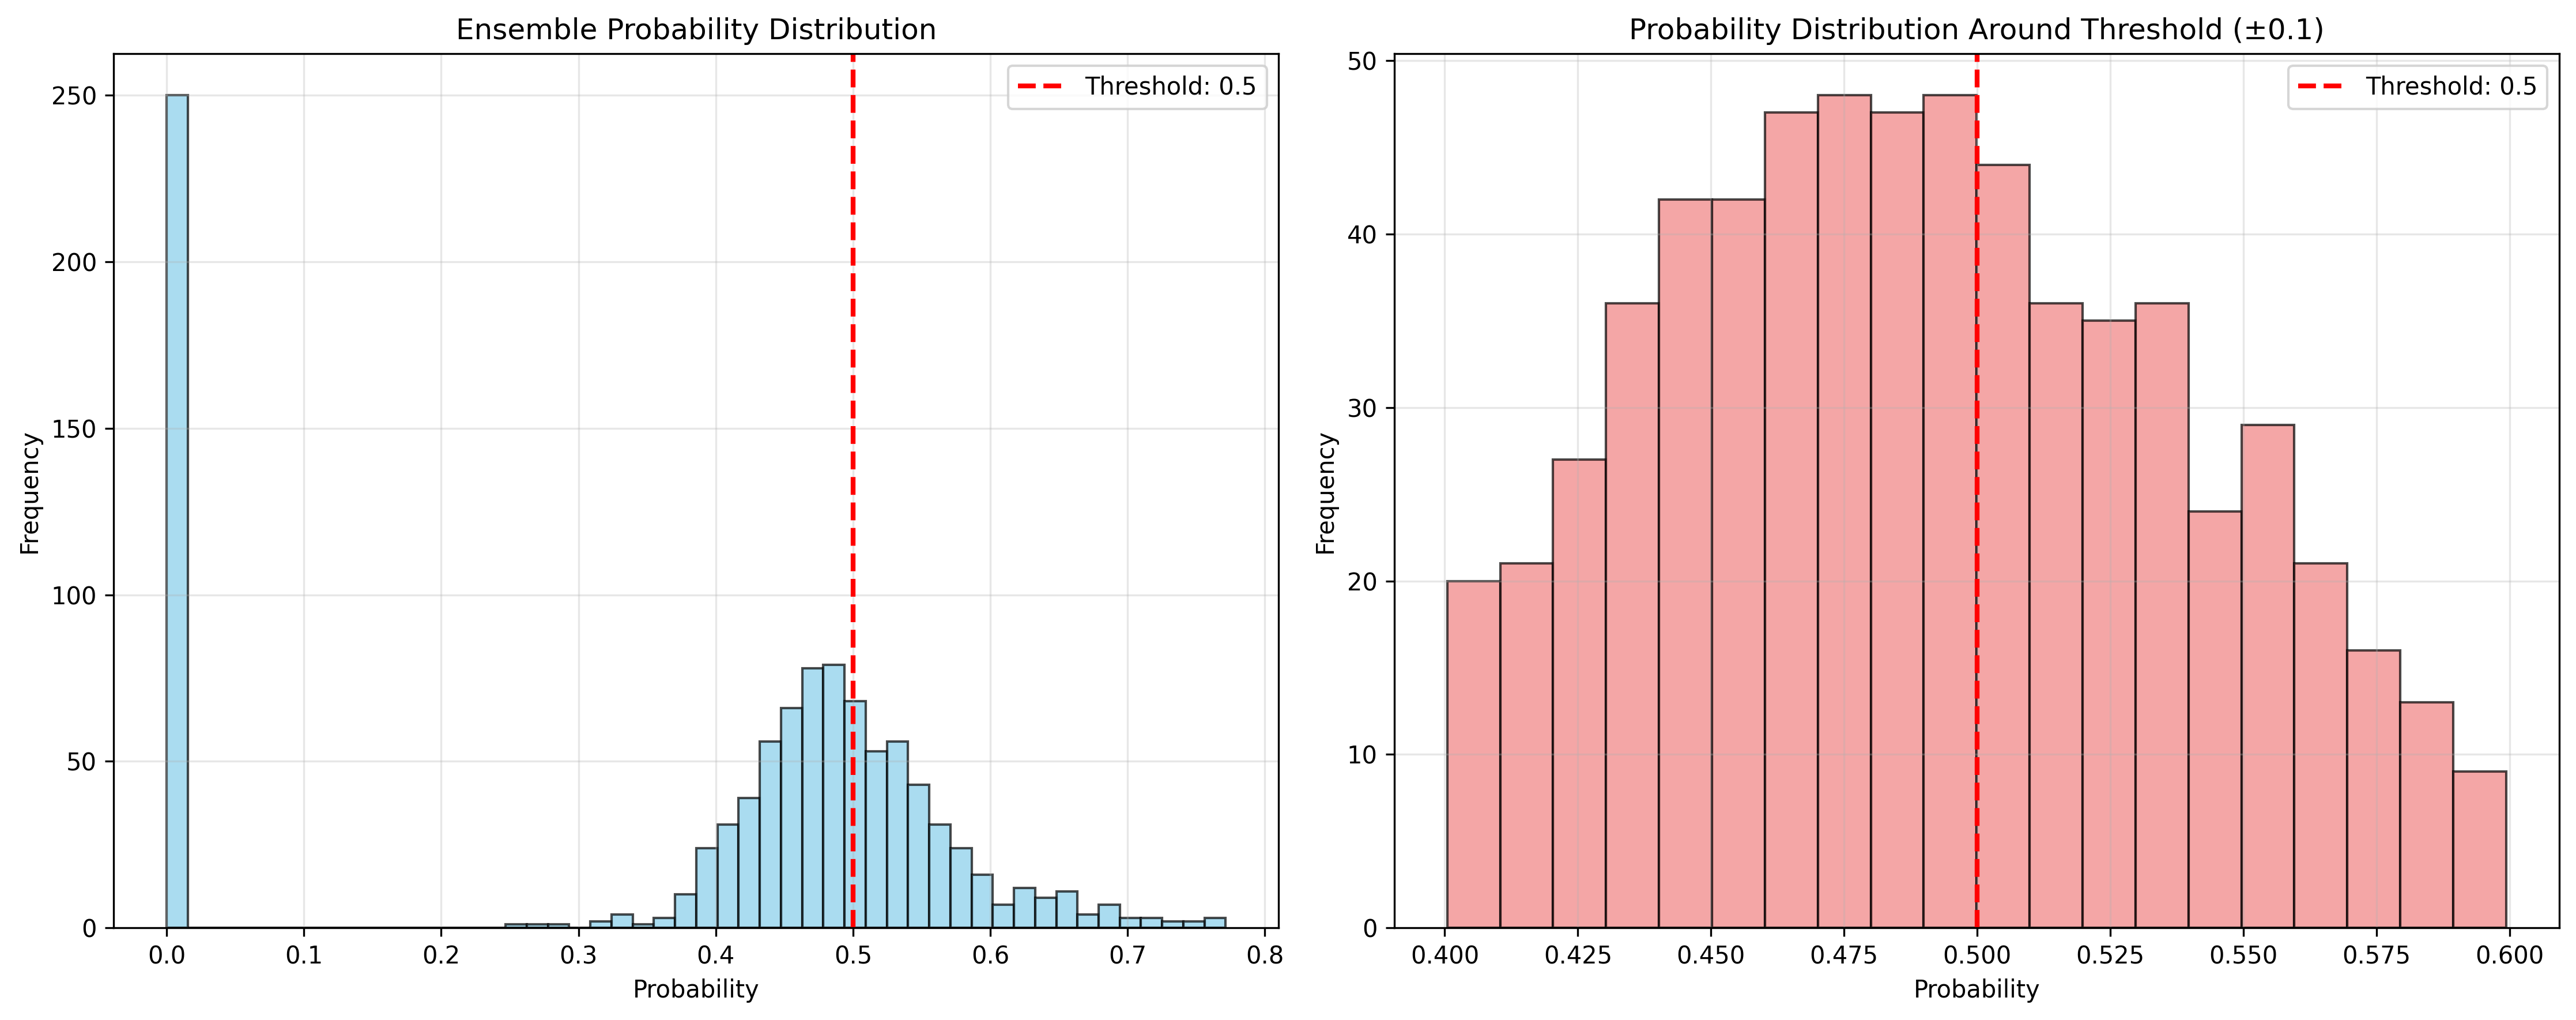 Ensemble Probability Distribution
Threshold: 0.5
250
200
150
100
50
0
Frequency
0.0 0.1 0.2 0.3 0.4 0.5 0.6 0.7 0.8
Probability
Probability Distribution Around Threshold (±0.1)
Threshold: 0.5
50
40
30
20
10
0
Frequency
0.400 0.425 0.450 0.475 0.500 0.525 0.550 0.575 0.600
Probability